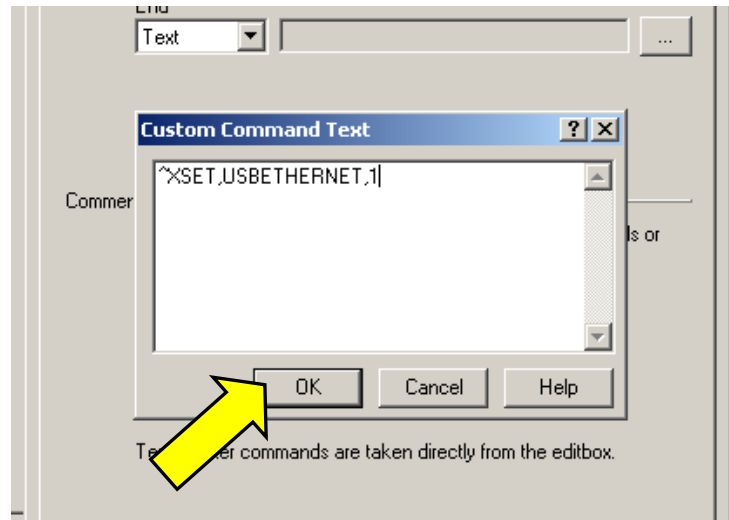 End
Text
...
Custom Command Text
? X
^XSET,USBETHERNET,1
Commer
ls or
OK Cancel Help
commands are taken directly from the editbox.